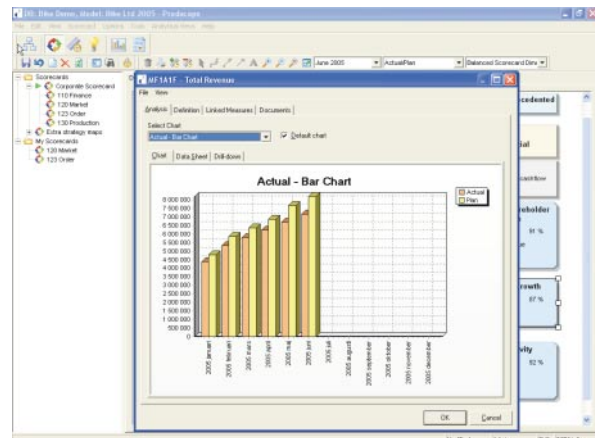 DB: Bike Demo, Model: Bike Ltd 2005 - Prodacapo
June 2005
Actual/Plan
Balanced Scorecard Dim
Scorecards
Corporate Scorecard
110 Finance
120 Market
123 Order
130 Production
Extra strategy maps
My Scorecards
120 Market
123 Order
MF1A1F - Total Revenue
File View
Analysis Definition Linked Measures Documents
Select Chart
Actual - Bar Chart
Default chart
Chart Data Sheet Drill-down
Actual - Bar Chart
Actual
Plan
8 000 000
7 500 000
7 000 000
6 500 000
6 000 000
5 500 000
5 000 000
4 500 000
4 000 000
3 500 000
3 000 000
2 500 000
2 000 000
1 500 000
1 000 000
500 000
0
2005 januari
2005 februari
2005 mars
2005 april
2005 maj
2005 juni
2005 juli
2005 augusti
2005 september
2005 oktober
2005 november
2005 december
OK
Cancel
cedented
ial
cashflow
reholder
91 %
rowth
87 %
vity
92 %